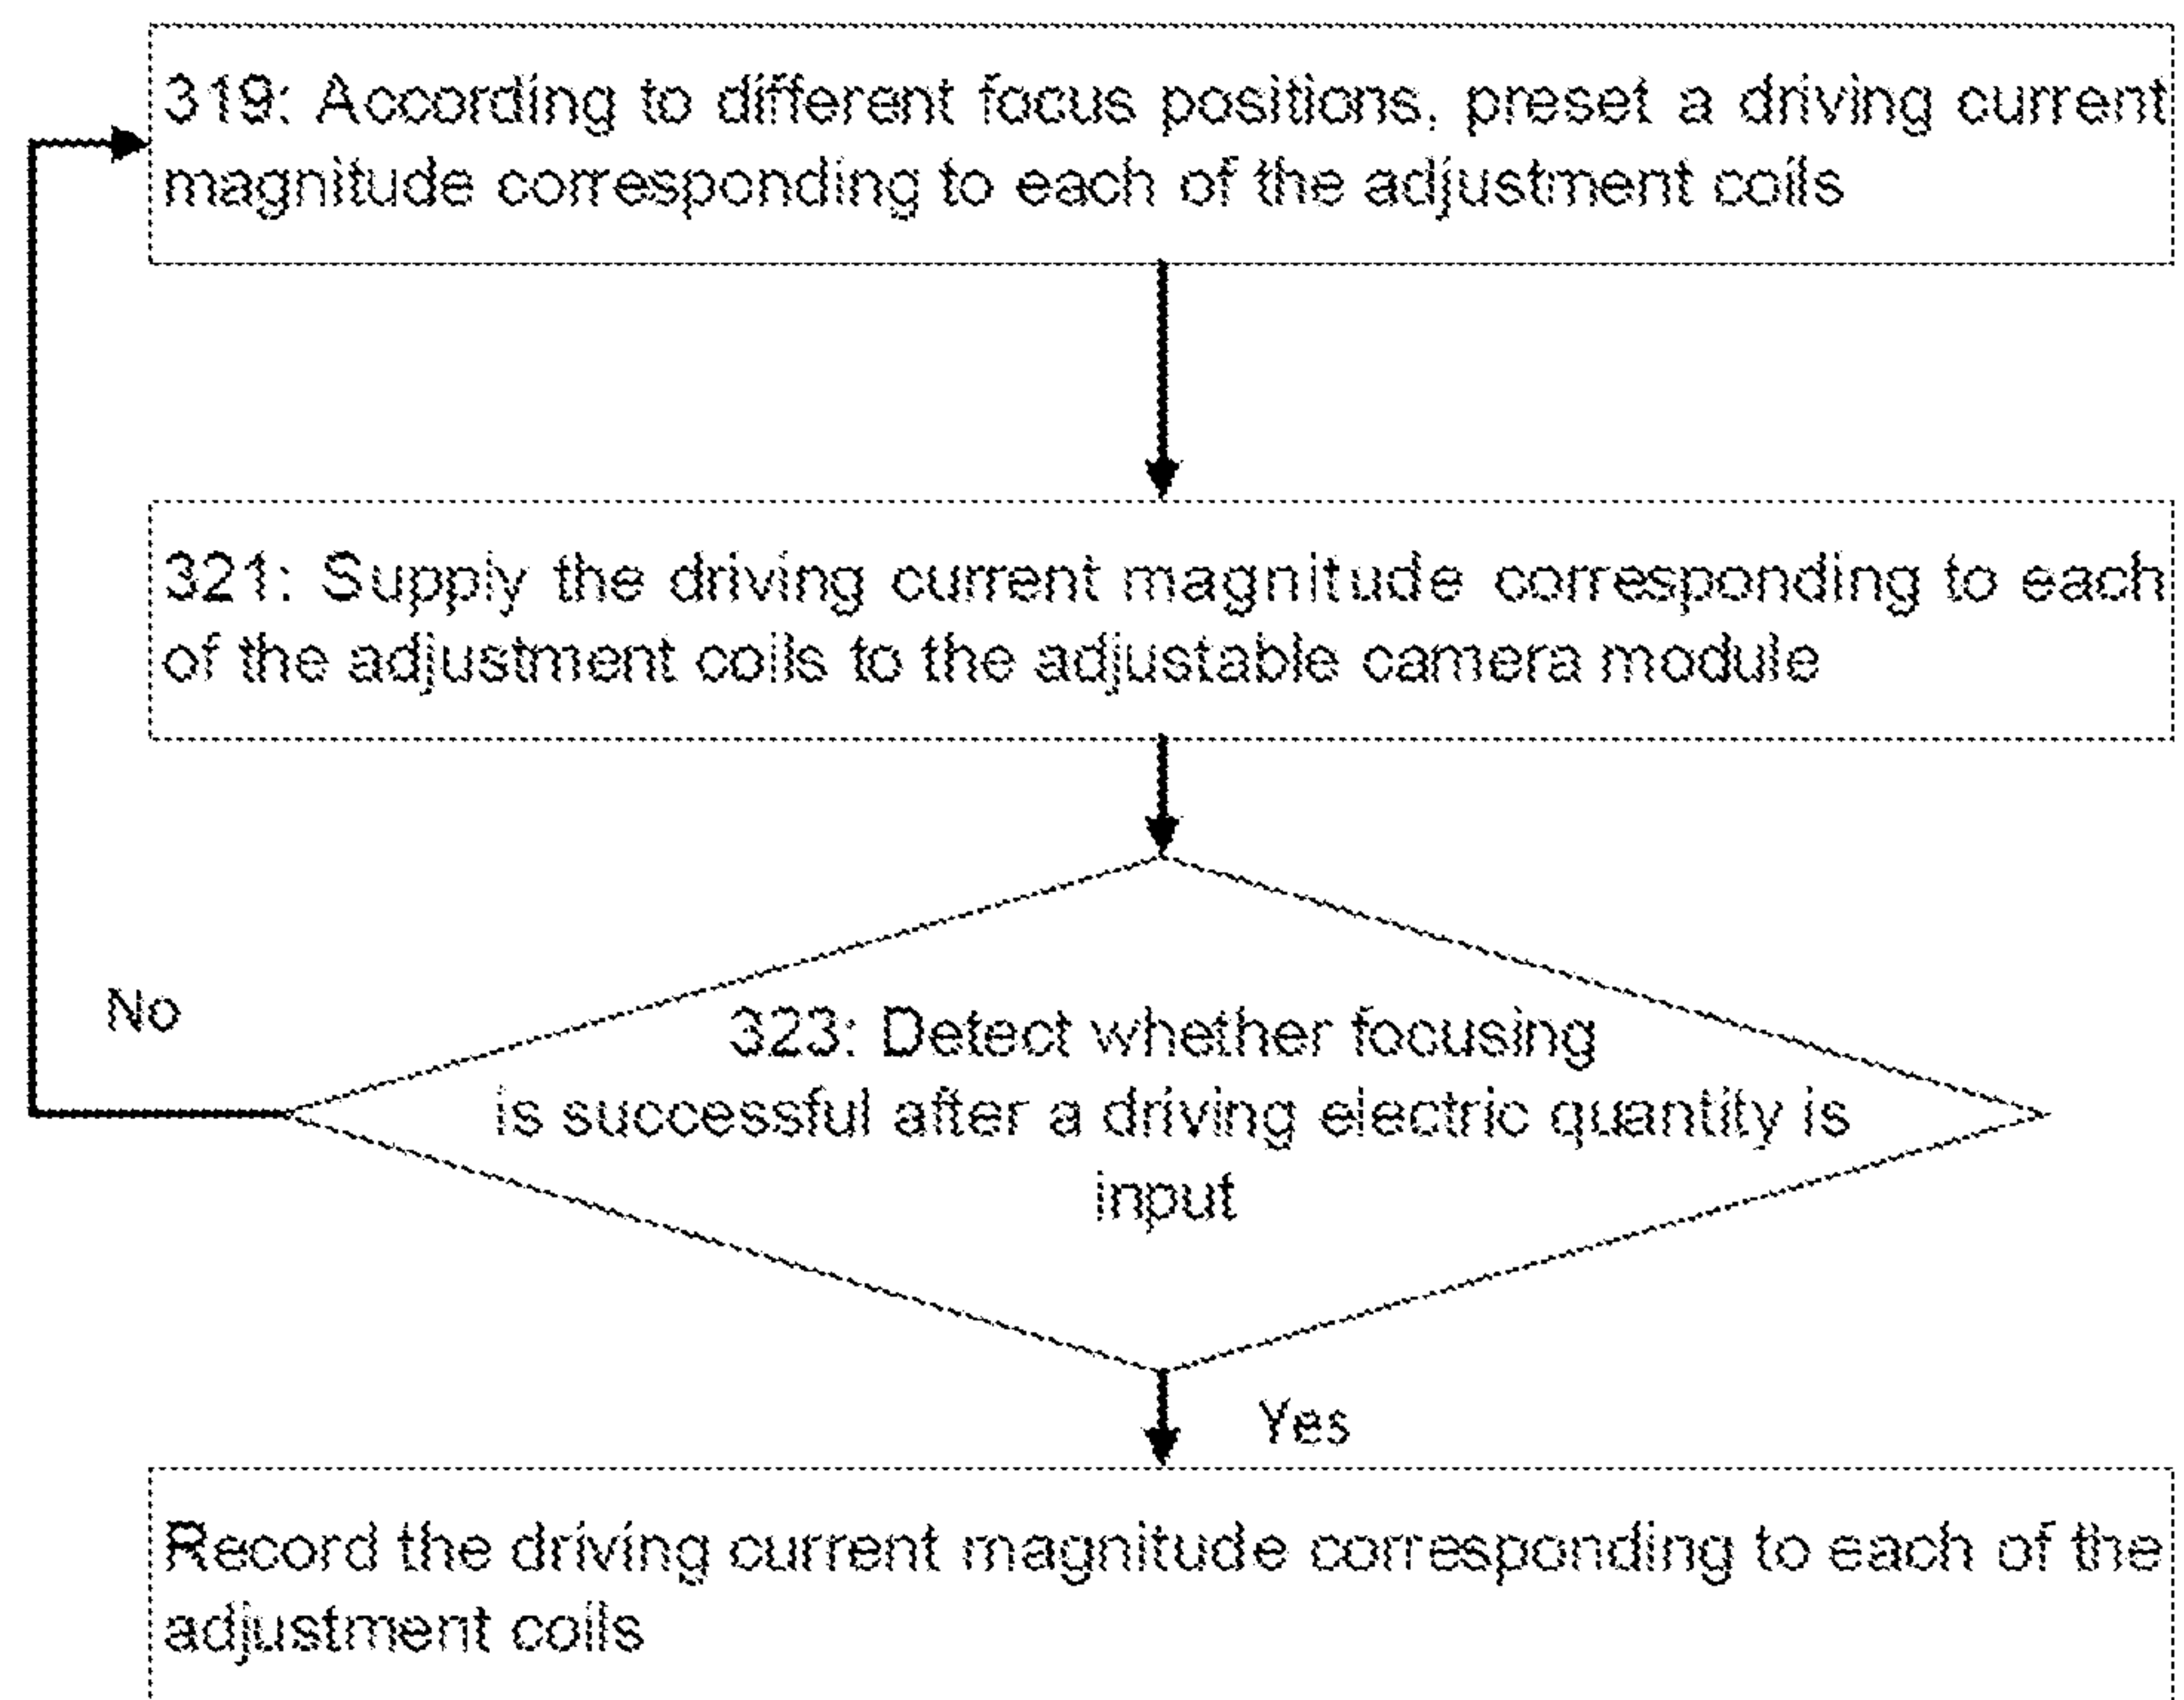 319: According to different focus positions, preset a driving current
magnitude corresponding to each of the adjustment coils
321: Supply the driving current magnitude corresponding to each
of the adjustment coils to the adjustable camera module
No
323: Detect whether focusing
is successful after a driving electric quantity is
input
Yes
Record the driving current magnitude corresponding to each of the
adjustment coils